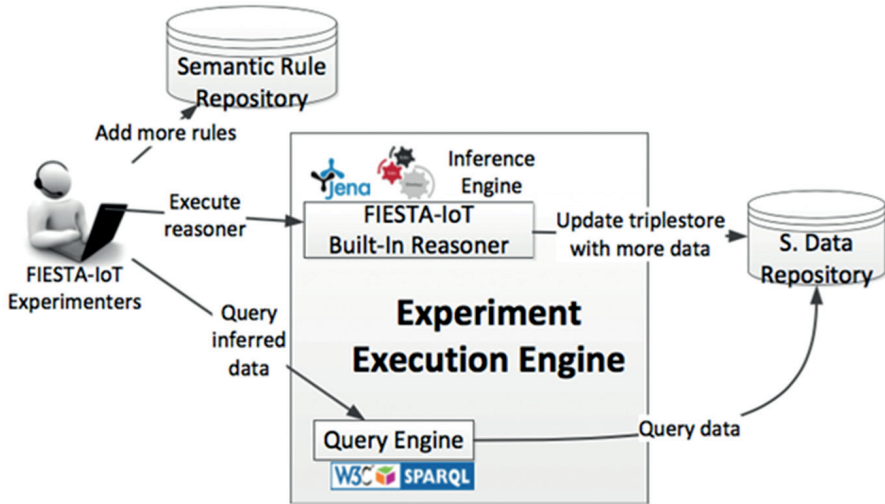 Semantic Rule
Repository
Add more rules
Jena
Inference
Engine
Execute
reasoner
FIESTA-IoT
Built-In Reasoner
Update triplestore
with more data
S. Data
Repository
FIESTA-IoT
Experimenters
Query
inferred
data
Experiment
Execution Engine
Query Engine
Query data
W3C SPARQL